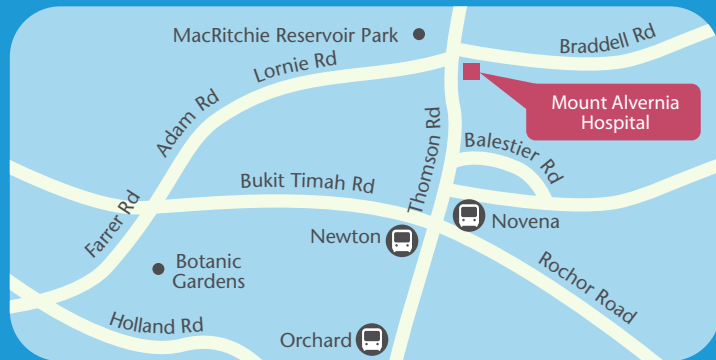 MacRitchie Reservoir Park
Braddell Rd
Lornie Rd
Mount Alvernia
Hospital
Adam Rd
Thomson Rd
Balestier Rd
Bukit Timah Rd
Farrer Rd
Novena
Newton
Botanic
Gardens
Rochor Road
Holland Rd
Orchard